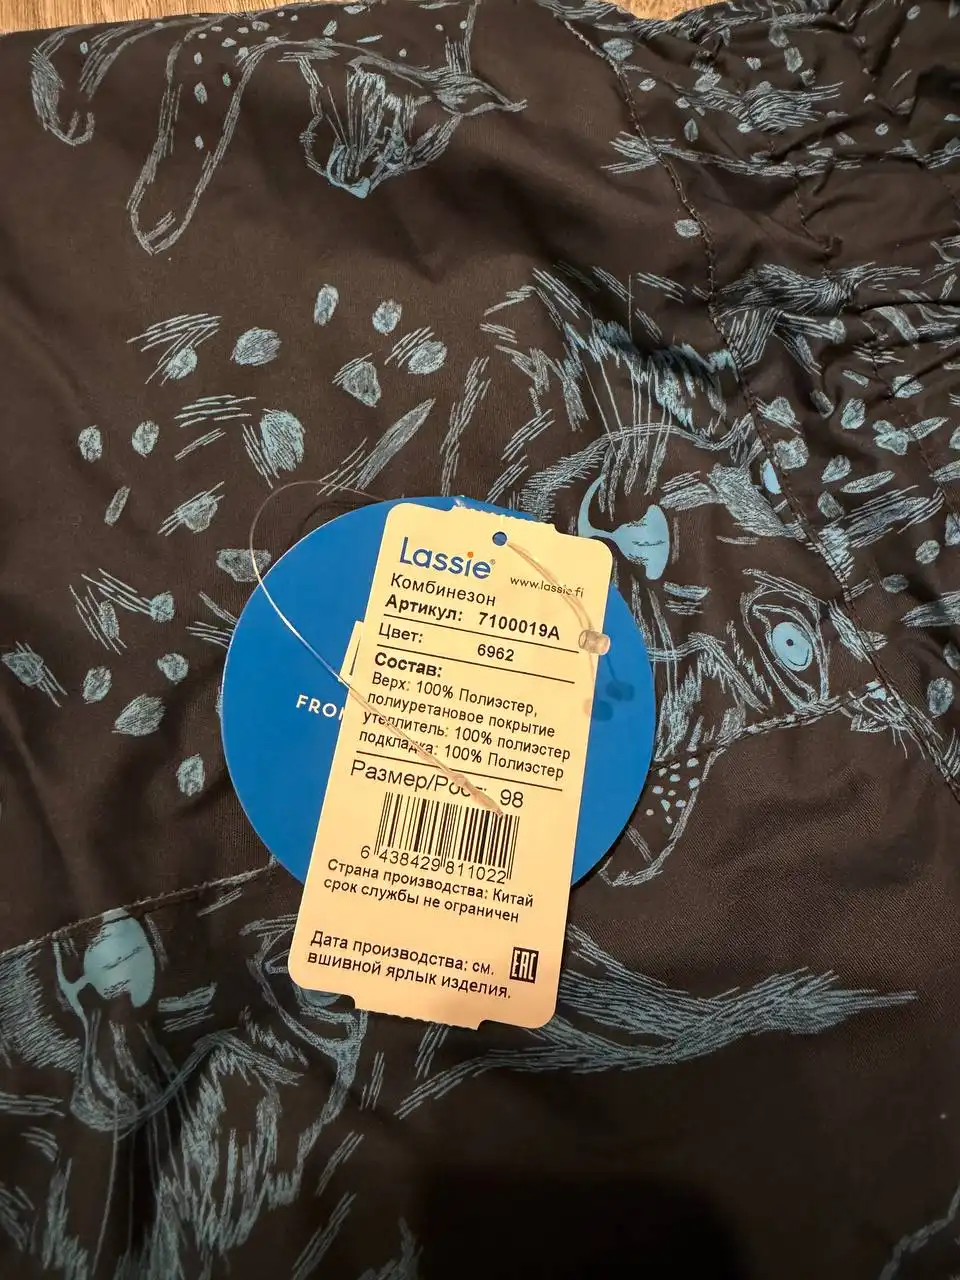 Lassie®
www.lassie.fi
Комбинезон
Артикул: 7100019A
Цвет: 6962
Состав:
Верх: 100% Полиэстер,
полиуретановое покрытие
утеплитель: 100% полиэстер
подкладка: 100% Полиэстер
Размер/Рост: 98
6 438429 811022
Страна производства: Китай
срок службы не ограничен
Дата производства: см.
вшивной ярлык изделия.
EAC
FROM